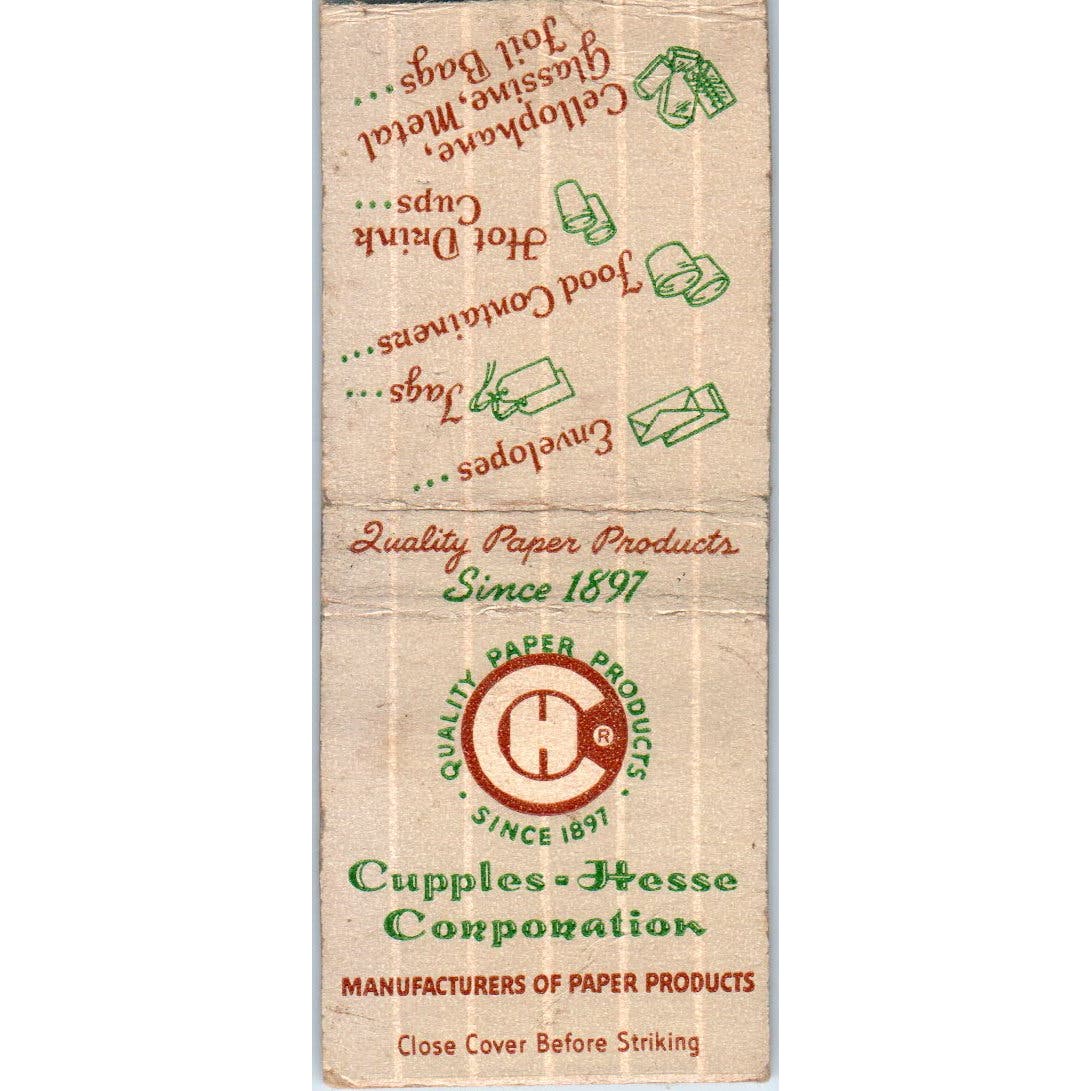 Envelopes ...
Tags...
Food Containers...
Hot Drink
Cups...
Cellophane,
Glassine, Metal
Foil Bags...
Quality Paper Products
Since 1897
QUALITY PAPER PRODUCTS
CH
®
· SINCE 1897 ·
Cupples-Hesse
Corporation
MANUFACTURERS OF PAPER PRODUCTS
Close Cover Before Striking